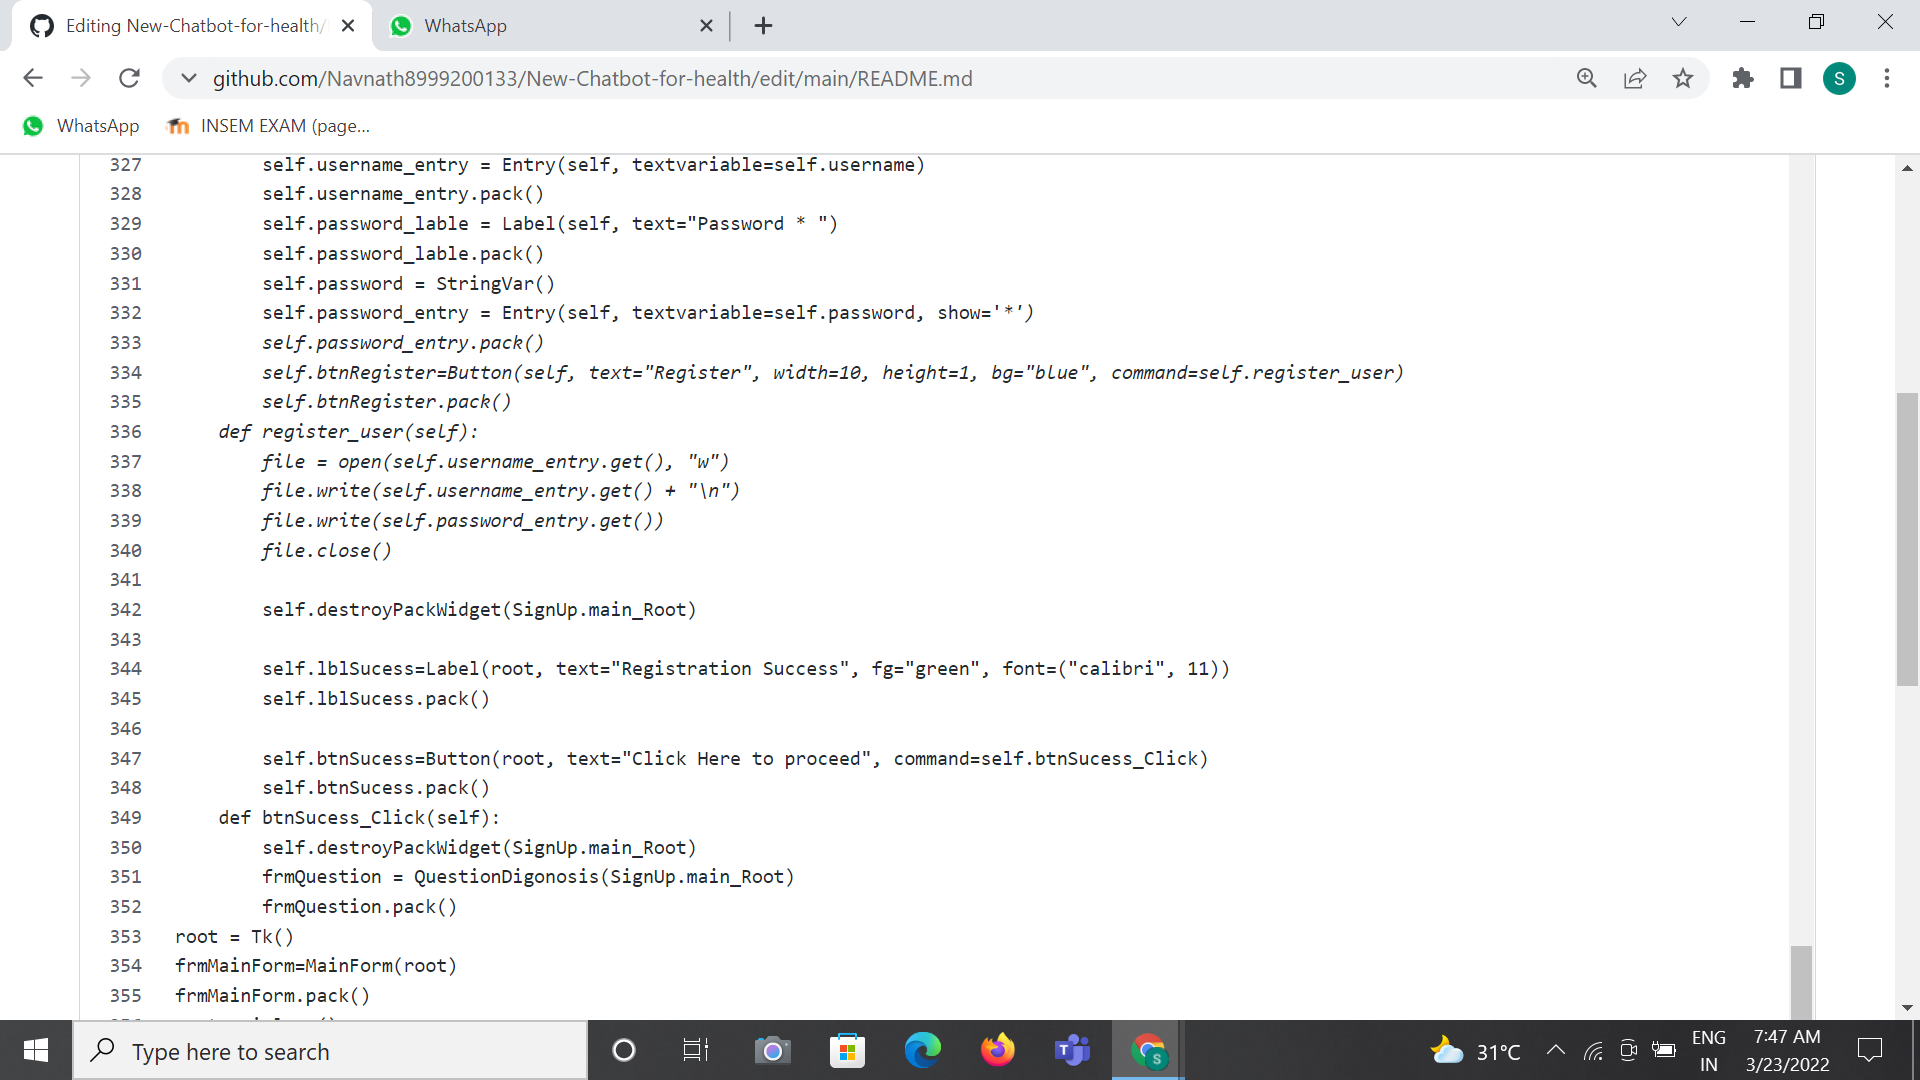 Editing New-Chatbot-for-health/
WhatsApp
github.com/Navnath8999200133/New-Chatbot-for-health/edit/main/README.md
S
WhatsApp
INSEM EXAM (page...
327 self.username_entry = Entry(self, textvariable=self.username)
328 self.username_entry.pack()
329 self.password_lable = Label(self, text="Password * ")
330 self.password_lable.pack()
331 self.password = StringVar()
332 self.password_entry = Entry(self, textvariable=self.password, show='*')
333 self.password_entry.pack()
334 self.btnRegister=Button(self, text="Register", width=10, height=1, bg="blue", command=self.register_user)
335 self.btnRegister.pack()
336 def register_user(self):
337 file = open(self.username_entry.get(), "w")
338 file.write(self.username_entry.get() + "\n")
339 file.write(self.password_entry.get())
340 file.close()
341
342 self.destroyPackWidget(SignUp.main_Root)
343
344 self.lblSucess=Label(root, text="Registration Success", fg="green", font=("calibri", 11))
345 self.lblSucess.pack()
346
347 self.btnSucess=Button(root, text="Click Here to proceed", command=self.btnSucess_Click)
348 self.btnSucess.pack()
349 def btnSucess_Click(self):
350 self.destroyPackWidget(SignUp.main_Root)
351 frmQuestion = QuestionDigonosis(SignUp.main_Root)
352 frmQuestion.pack()
353 root = Tk()
354 frmMainForm=MainForm(root)
355 frmMainForm.pack()
Type here to search
T
S
31°C
ENG
IN
7:47 AM
3/23/2022